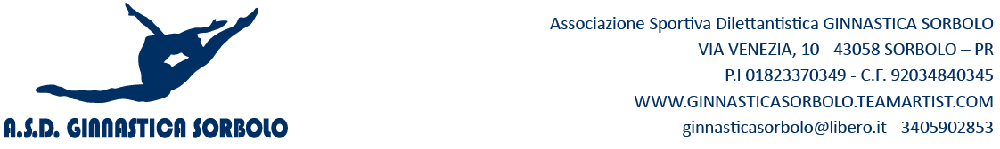 A.S.D. GINNASTICA SORBOLO
Associazione Sportiva Dilettantistica GINNASTICA SORBOLO
VIA VENEZIA, 10 - 43058 SORBOLO – PR
P.I 01823370349 - C.F. 92034840345
WWW.GINNASTICASORBOLO.TEAMARTIST.COM
ginnasticasorbolo@libero.it - 3405902853